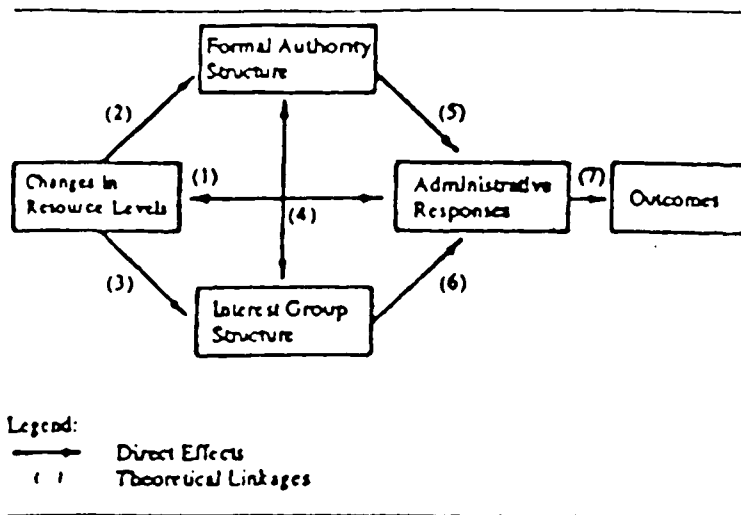 Formal Authority
Structure
(2)
(5)
Changes In
Resource Levels
(1)
(4)
Administrative
Responses
(7)
Outcomes
(3)
(6)
Interest Group
Structure
Legend:
Direct Effects
( ) Theoretical Linkages